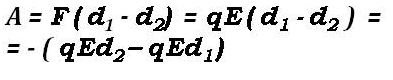 A = F ( d₁ - d₂) = qE( d₁ - d₂ ) =
= - ( qEd₂ – qEd₁)